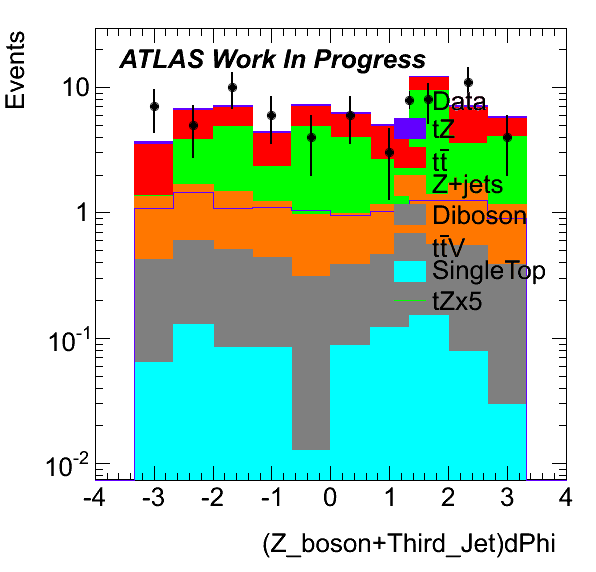 Events
ATLAS Work In Progress
10
1
10-1
10-2
Data
tZ
tt̄
Z+jets
Diboson
tt̄V
SingleTop
tZx5
-4 -3 -2 -1 0 1 2 3 4
(Z_boson+Third_Jet)dPhi